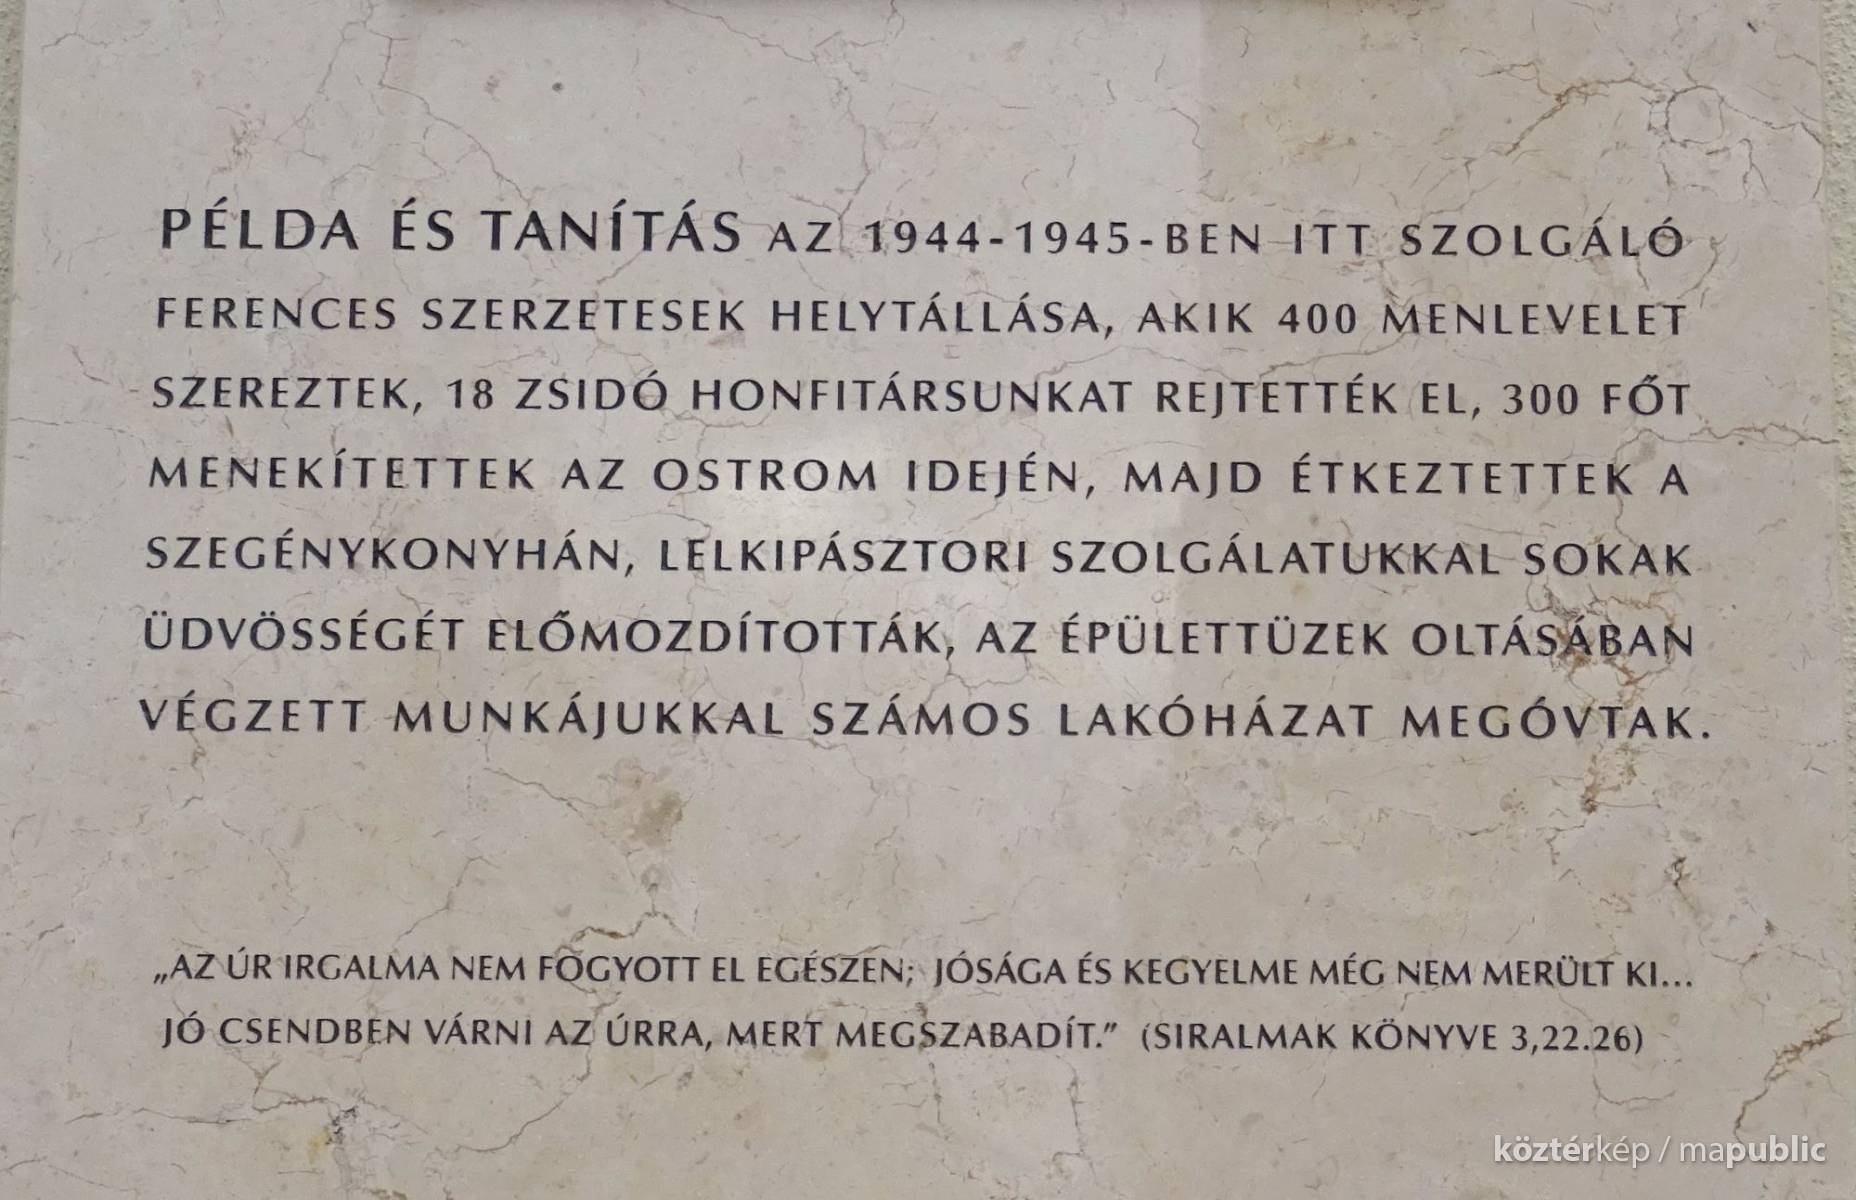 PÉLDA ÉS TANÍTÁS AZ 1944-1945-BEN ITT SZOLGÁLÓ
FERENCES SZERZETESEK HELYTÁLLÁSA, AKIK 400 MENLEVELET
SZEREZTEK, 18 ZSIDÓ HONFITÁRSUNKAT REJTETTÉK EL, 300 FŐT
MENEKÍTETTEK AZ OSTROM IDEJÉN, MAJD ÉTKEZTETTEK A
SZEGÉNYKONYHÁN, LELKIPÁSZTORI SZOLGÁLATUKKAL SOKAK
ÜDVÖSSÉGÉT ELŐMOZDÍTOTTÁK, AZ ÉPÜLETTÜZEK OLTÁSÁBAN
VÉGZETT MUNKÁJUKKAL SZÁMOS LAKÓHÁZAT MEGÓVTAK.
„AZ ÚR IRGALMA NEM FOGYOTT EL EGÉSZEN; JÓSÁGA ÉS KEGYELME MÉG NEM MERÜLT KI...
JÓ CSENDBEN VÁRNI AZ ÚRRA, MERT MEGSZABADÍT.” (SIRALMAK KÖNYVE 3,22.26)
köztérkép / mapublic